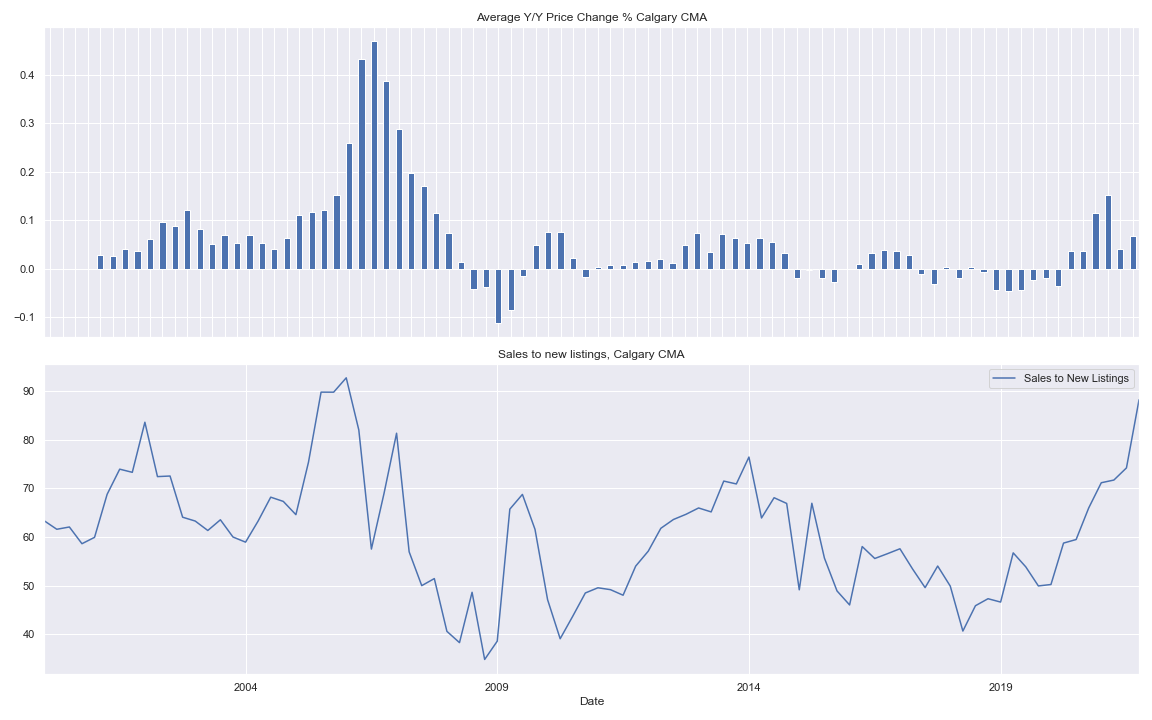 Average Y/Y Price Change % Calgary CMA
0.4
0.3
0.2
0.1
0.0
−0.1
Sales to new listings, Calgary CMA
Sales to New Listings
90
80
70
60
50
40
2004 2009 2014 2019
Date